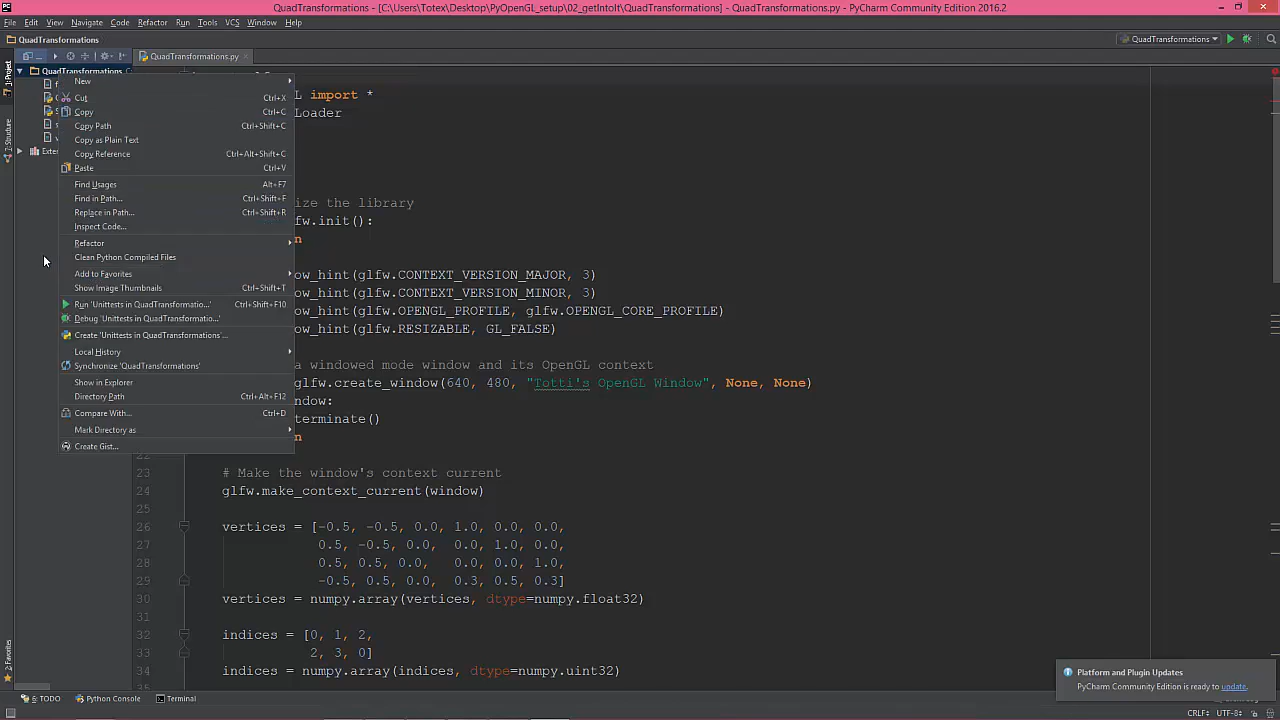 QuadTransformations - [C:\Users\Totex\Desktop\PyOpenGL_setup\02_getIntoIt\QuadTransformations] - QuadTransformations.py - PyCharm Community Edition 2016.2
File Edit View Navigate Code Refactor Run Tools VCS Window Help
QuadTransformations
QuadTransformations
QuadTransformations.py
1: Project
QuadTransformations
New
Cut Ctrl+X
Copy Ctrl+C
Copy Path Ctrl+Shift+C
Copy as Plain Text
Copy Reference Ctrl+Alt+Shift+C
Paste Ctrl+V
Find Usages Alt+F7
Find in Path... Ctrl+Shift+F
Replace in Path... Ctrl+Shift+R
Inspect Code...
Refactor
Clean Python Compiled Files
Add to Favorites
Show Image Thumbnails Ctrl+Shift+T
Run 'Unittests in QuadTransformatio...' Ctrl+Shift+F10
Debug 'Unittests in QuadTransformatio...'
Create 'Unittests in QuadTransformations'...
Local History
Synchronize 'QuadTransformations'
Show in Explorer
Directory Path Ctrl+Alt+F12
Compare With... Ctrl+D
Mark Directory as
Create Gist...
Exter
Structure
2: Favorites
L import *
Loader
ize the library
fw.init():
n
ow_hint(glfw.CONTEXT_VERSION_MAJOR, 3)
ow_hint(glfw.CONTEXT_VERSION_MINOR, 3)
ow_hint(glfw.OPENGL_PROFILE, glfw.OPENGL_CORE_PROFILE)
ow_hint(glfw.RESIZABLE, GL_FALSE)
a windowed mode window and its OpenGL context
glfw.create_window(640, 480, "Totti's OpenGL Window", None, None)
ndow:
terminate()
n
22
23 # Make the window's context current
24 glfw.make_context_current(window)
25
26 vertices = [-0.5, -0.5, 0.0, 1.0, 0.0, 0.0,
27 0.5, -0.5, 0.0, 0.0, 1.0, 0.0,
28 0.5, 0.5, 0.0, 0.0, 0.0, 1.0,
29 -0.5, 0.5, 0.0, 0.3, 0.5, 0.3]
30 vertices = numpy.array(vertices, dtype=numpy.float32)
31
32 indices = [0, 1, 2,
33 2, 3, 0]
34 indices = numpy.array(indices, dtype=numpy.uint32)
Platform and Plugin Updates
PyCharm Community Edition is ready to update.
6: TODO Python Console Terminal
CRLF UTF-8